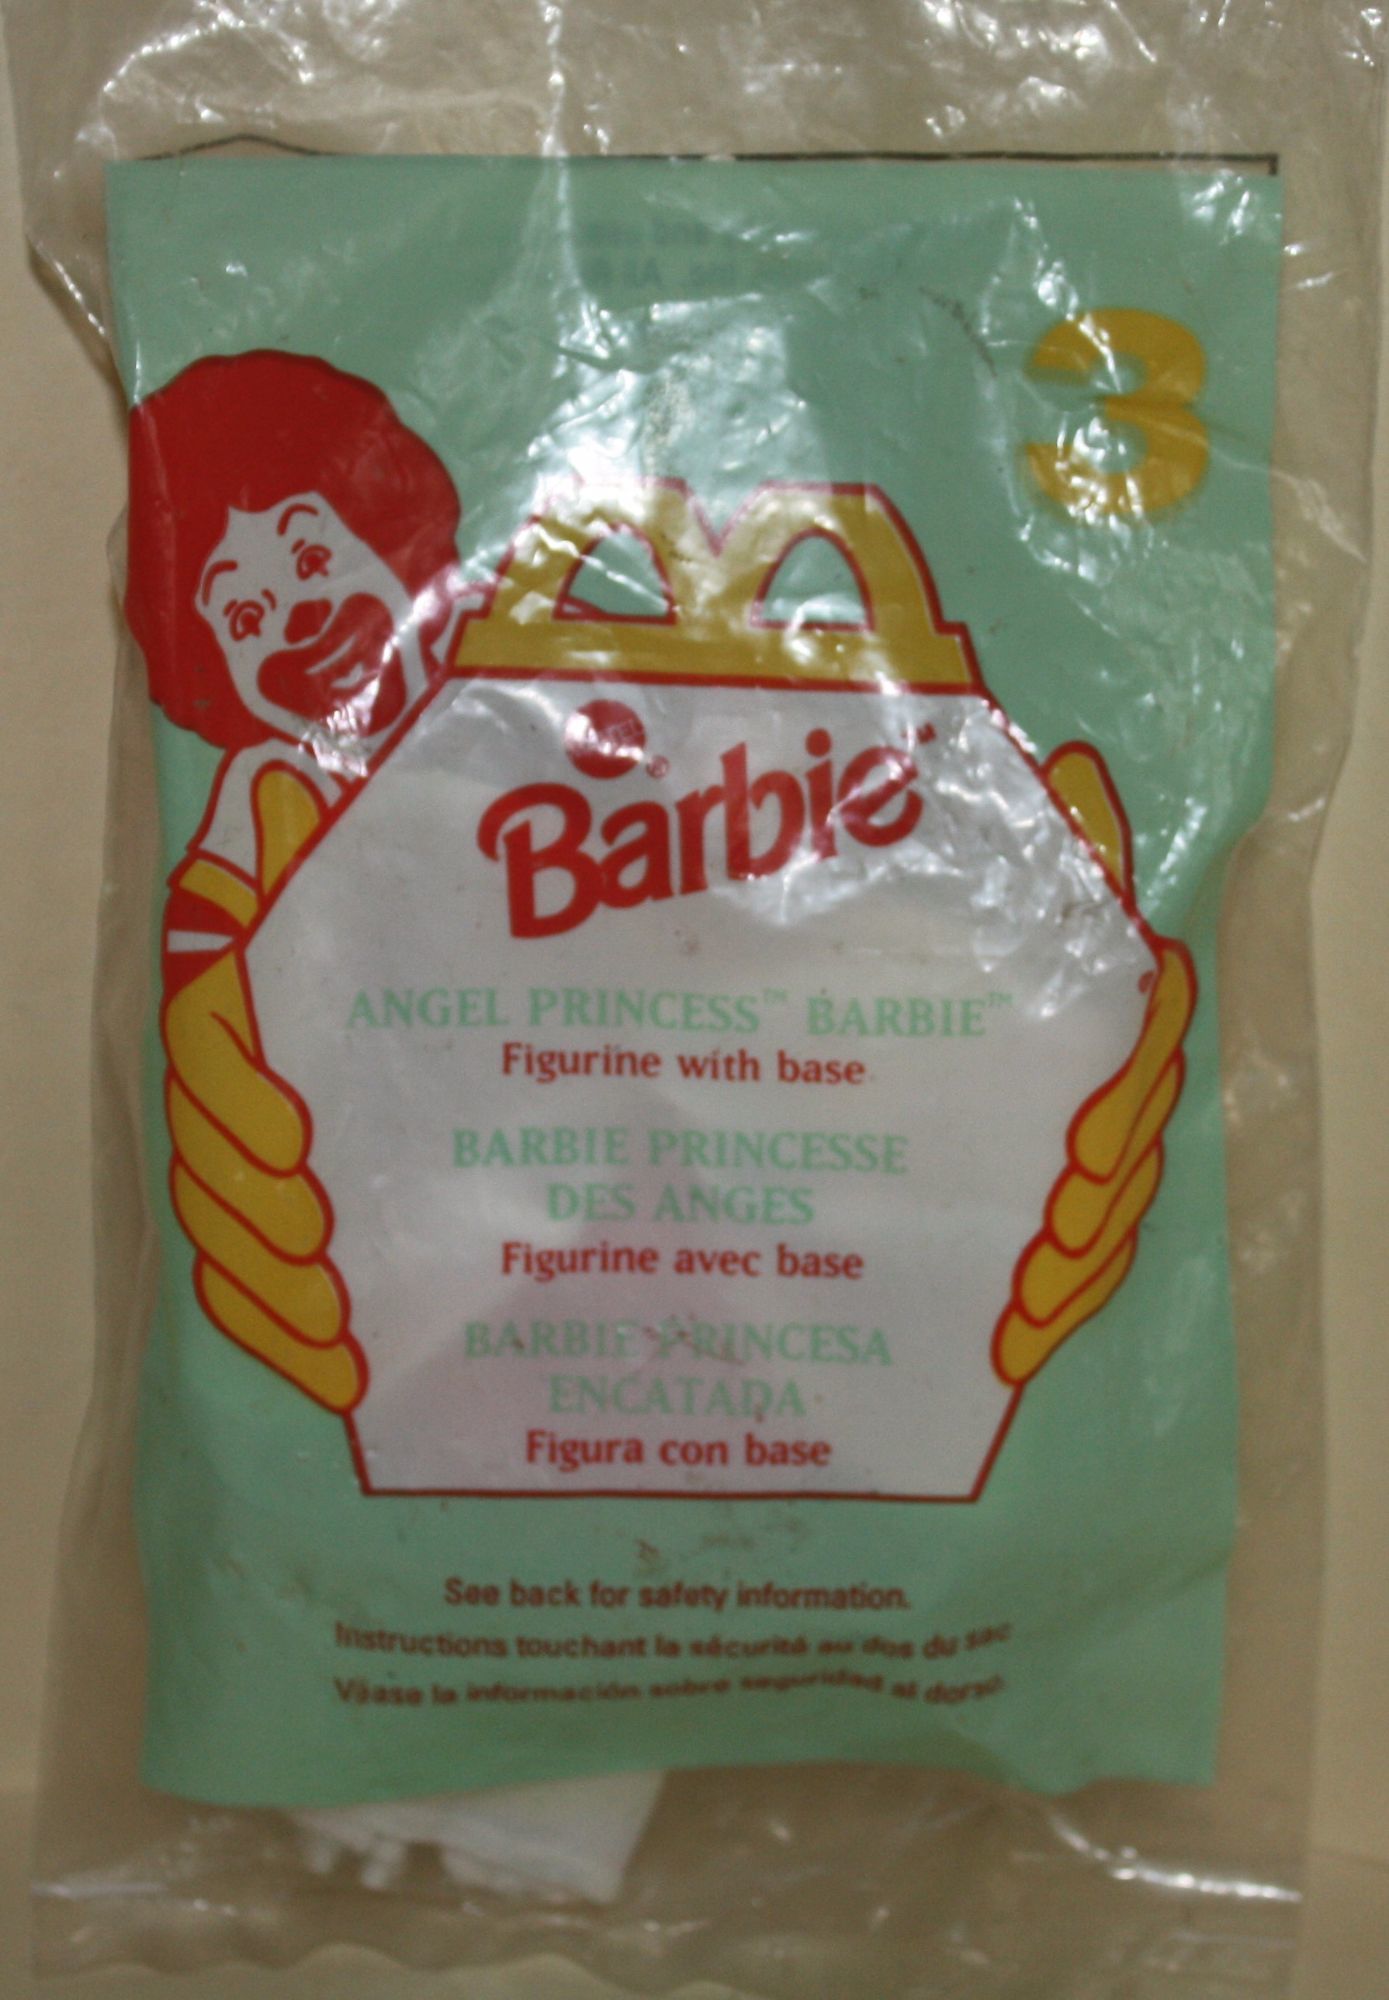 3
Barbie™
ANGEL PRINCESS™ BARBIE™
Figurine with base
BARBIE PRINCESSE
DES ANGES
Figurine avec base
BARBIE PRINCESA
ENCATADA
Figura con base
See back for safety information.
Instructions touchant la sécurité au dos du sac
Véase la información sobre seguridad al dorso